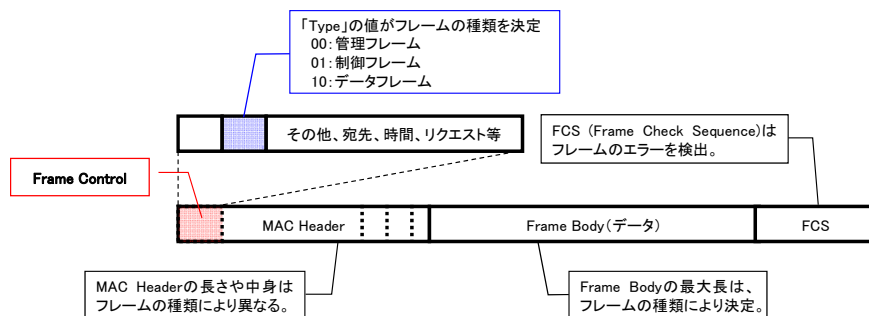 「Type」の値がフレームの種類を決定
00:管理フレーム
01:制御フレーム
10:データフレーム
その他、宛先、時間、リクエスト等
FCS (Frame Check Sequence)は
フレームのエラーを検出。
Frame Control
MAC Header
Frame Body(データ)
FCS
MAC Headerの長さや中身は
フレームの種類により異なる。
Frame Bodyの最大長は、
フレームの種類により決定。